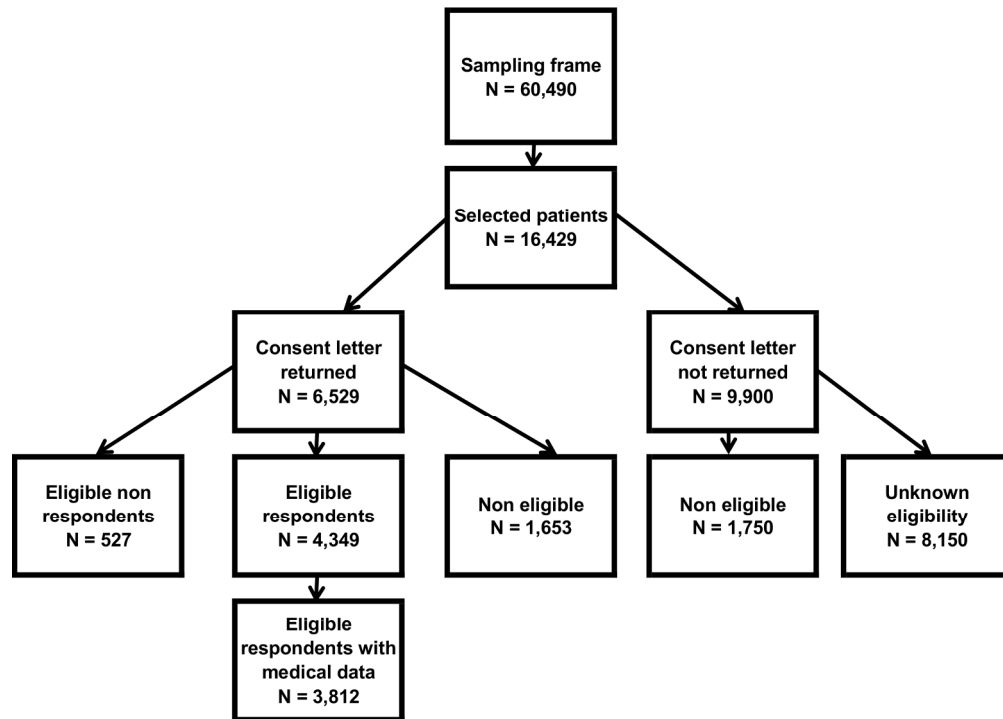 Sampling frame
N = 60,490
Selected patients
N = 16,429
Consent letter
returned
N = 6,529
Consent letter
not returned
N = 9,900
Eligible non
respondents
N = 527
Eligible
respondents
N = 4,349
Non eligible
N = 1,653
Non eligible
N = 1,750
Unknown
eligibility
N = 8,150
Eligible
respondents with
medical data
N = 3,812